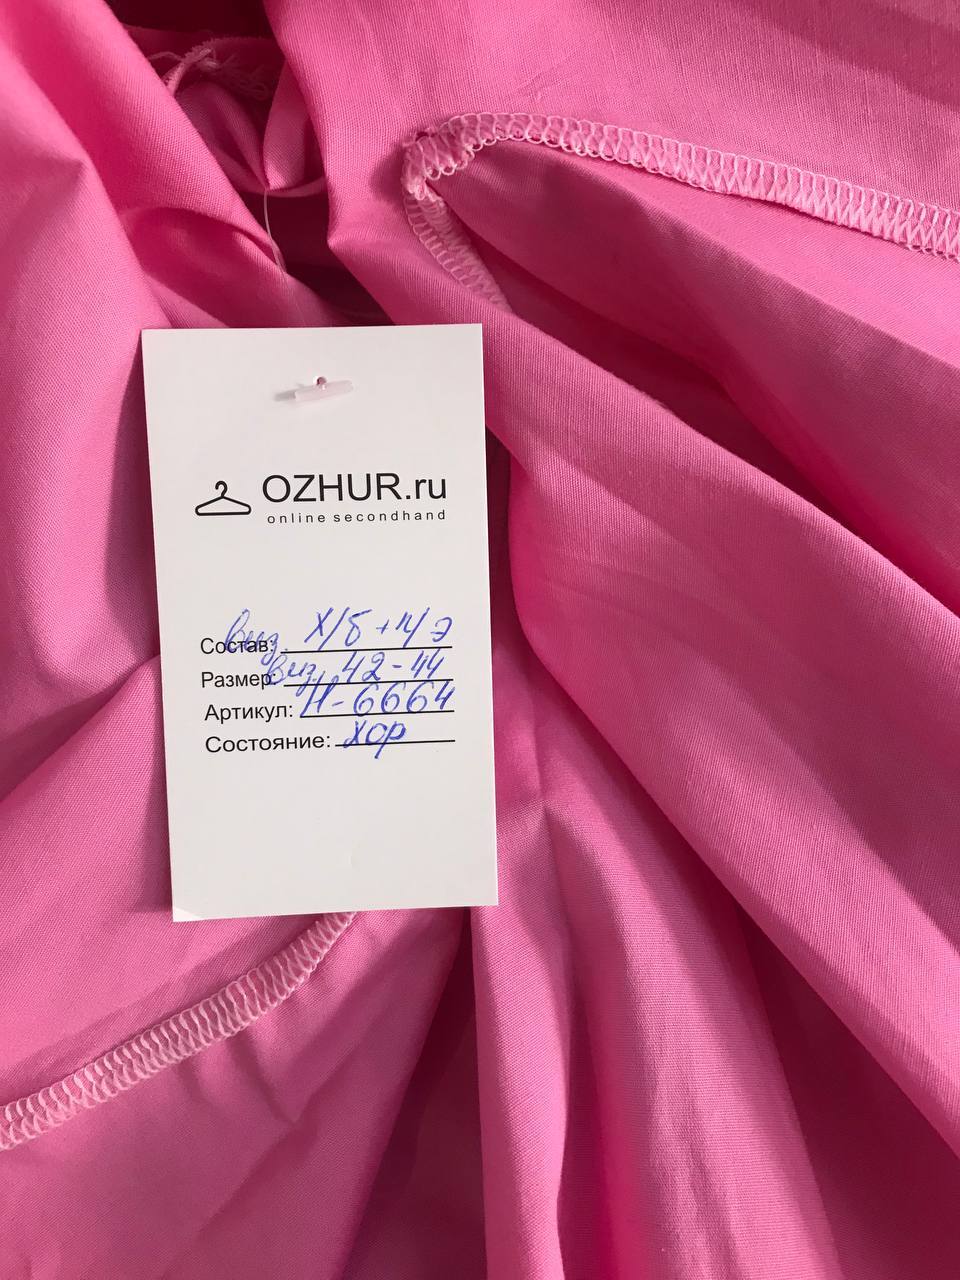 OZHUR.ru
online secondhand
Состав: виз. х/б + п/э
Размер: виз. 42-44
Артикул: Н-6664
Состояние: хор